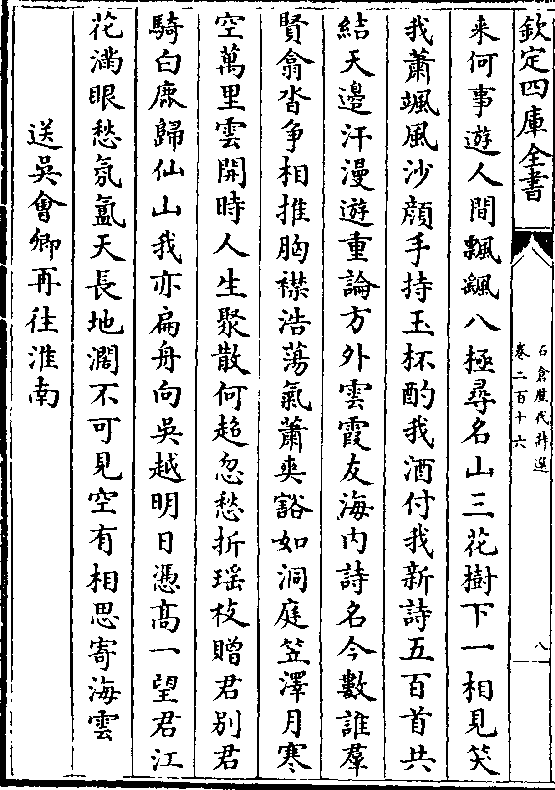 欽定四庫全書
石倉歷代詩選
卷二百十六
八
来何事遊人間飄飖八極尋名山三花樹下一相見笑
我蕭颯風沙顔手持玉杯酌我酒付我新詩五百首共
結天邊汗漫遊重論方外雲霞友海内詩名今數誰羣
賢翕沓争相推胸襟浩蕩氣蕭爽豁如洞庭笠澤月寒
空萬里雲開時人生聚散何超忽愁折瑶枝贈君别君
騎白鹿歸仙山我亦扁舟向吳越明日憑髙一望君江
花滿眼愁氛氲天長地濶不可見空有相思寄海雲
送吳會卿再往淮南